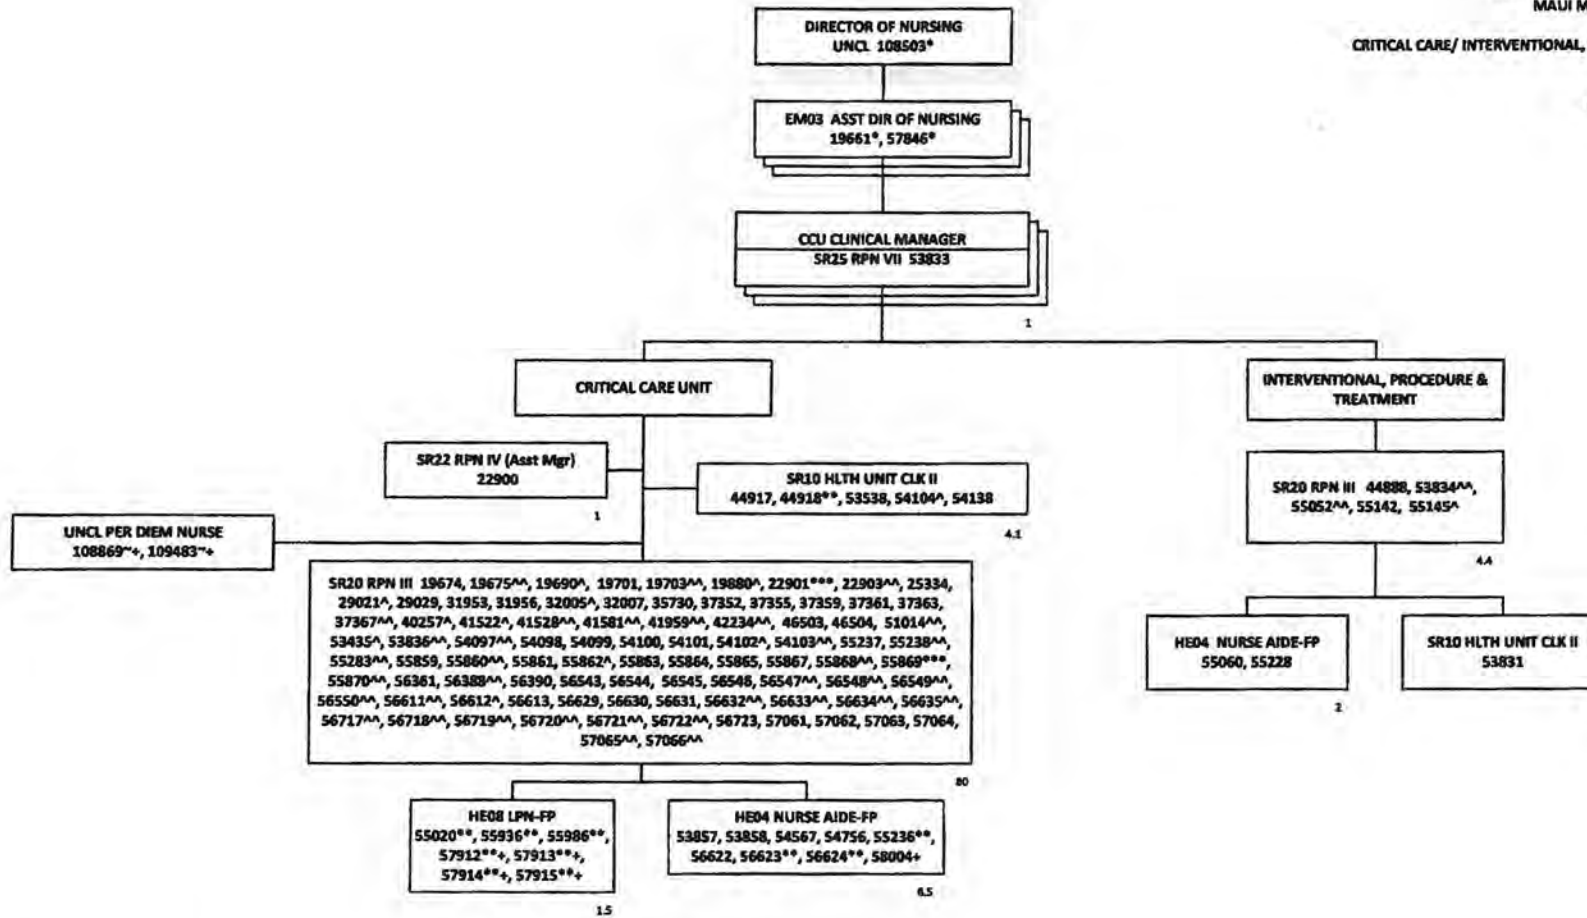 MAUI M
CRITICAL CARE/ INTERVENTIONAL,
DIRECTOR OF NURSING
UNCL 108503*
EM03 ASST DIR OF NURSING
19661*, 57846*
CCU CLINICAL MANAGER
SR25 RPN VII 53833
1
CRITICAL CARE UNIT
SR22 RPN IV (Asst Mgr)
22900
1
SR10 HLTH UNIT CLK II
44917, 44918**, 53538, 54104^, 54138
4.1
UNCL PER DIEM NURSE
108869~+, 109483~+
SR20 RPN III 19674, 19675^^, 19690^, 19701, 19703^^, 19880^, 22901***, 22903^^, 25334,
29021^, 29029, 31953, 31956, 32005^, 32007, 35730, 37352, 37355, 37359, 37361, 37363,
37367^^, 40257^, 41522^, 41528^^, 41581^^, 41959^^, 42234^^, 46503, 46504, 51014^^,
53435^, 53836^^, 54097^^, 54098, 54099, 54100, 54101, 54102^, 54103^^, 55237, 55238^^,
55283^^, 55859, 55860^^, 55861, 55862^, 55863, 55864, 55865, 55867, 55868^^, 55869***,
55870^^, 56361, 56388^^, 56390, 56543, 56544, 56545, 56546, 56547^^, 56548^^, 56549^^,
56550^^, 56611^^, 56612^, 56613, 56629, 56630, 56631, 56632^^, 56633^^, 56634^^, 56635^^,
56717^^, 56718^^, 56719^^, 56720^^, 56721^^, 56722^^, 56723, 57061, 57062, 57063, 57064,
57065^^, 57066^^
80
HE08 LPN-FP
55020**, 55936**, 55986**,
57912**+, 57913**+,
57914**+, 57915**+
1.5
HE04 NURSE AIDE-FP
53857, 53858, 54567, 54756, 55236**,
56622, 56623**, 56624**, 58004+
6.5
INTERVENTIONAL, PROCEDURE &
TREATMENT
SR20 RPN III 44888, 53834^^,
55052^^, 55142, 55145^
4.4
HE04 NURSE AIDE-FP
55060, 55228
2
SR10 HLTH UNIT CLK II
53831